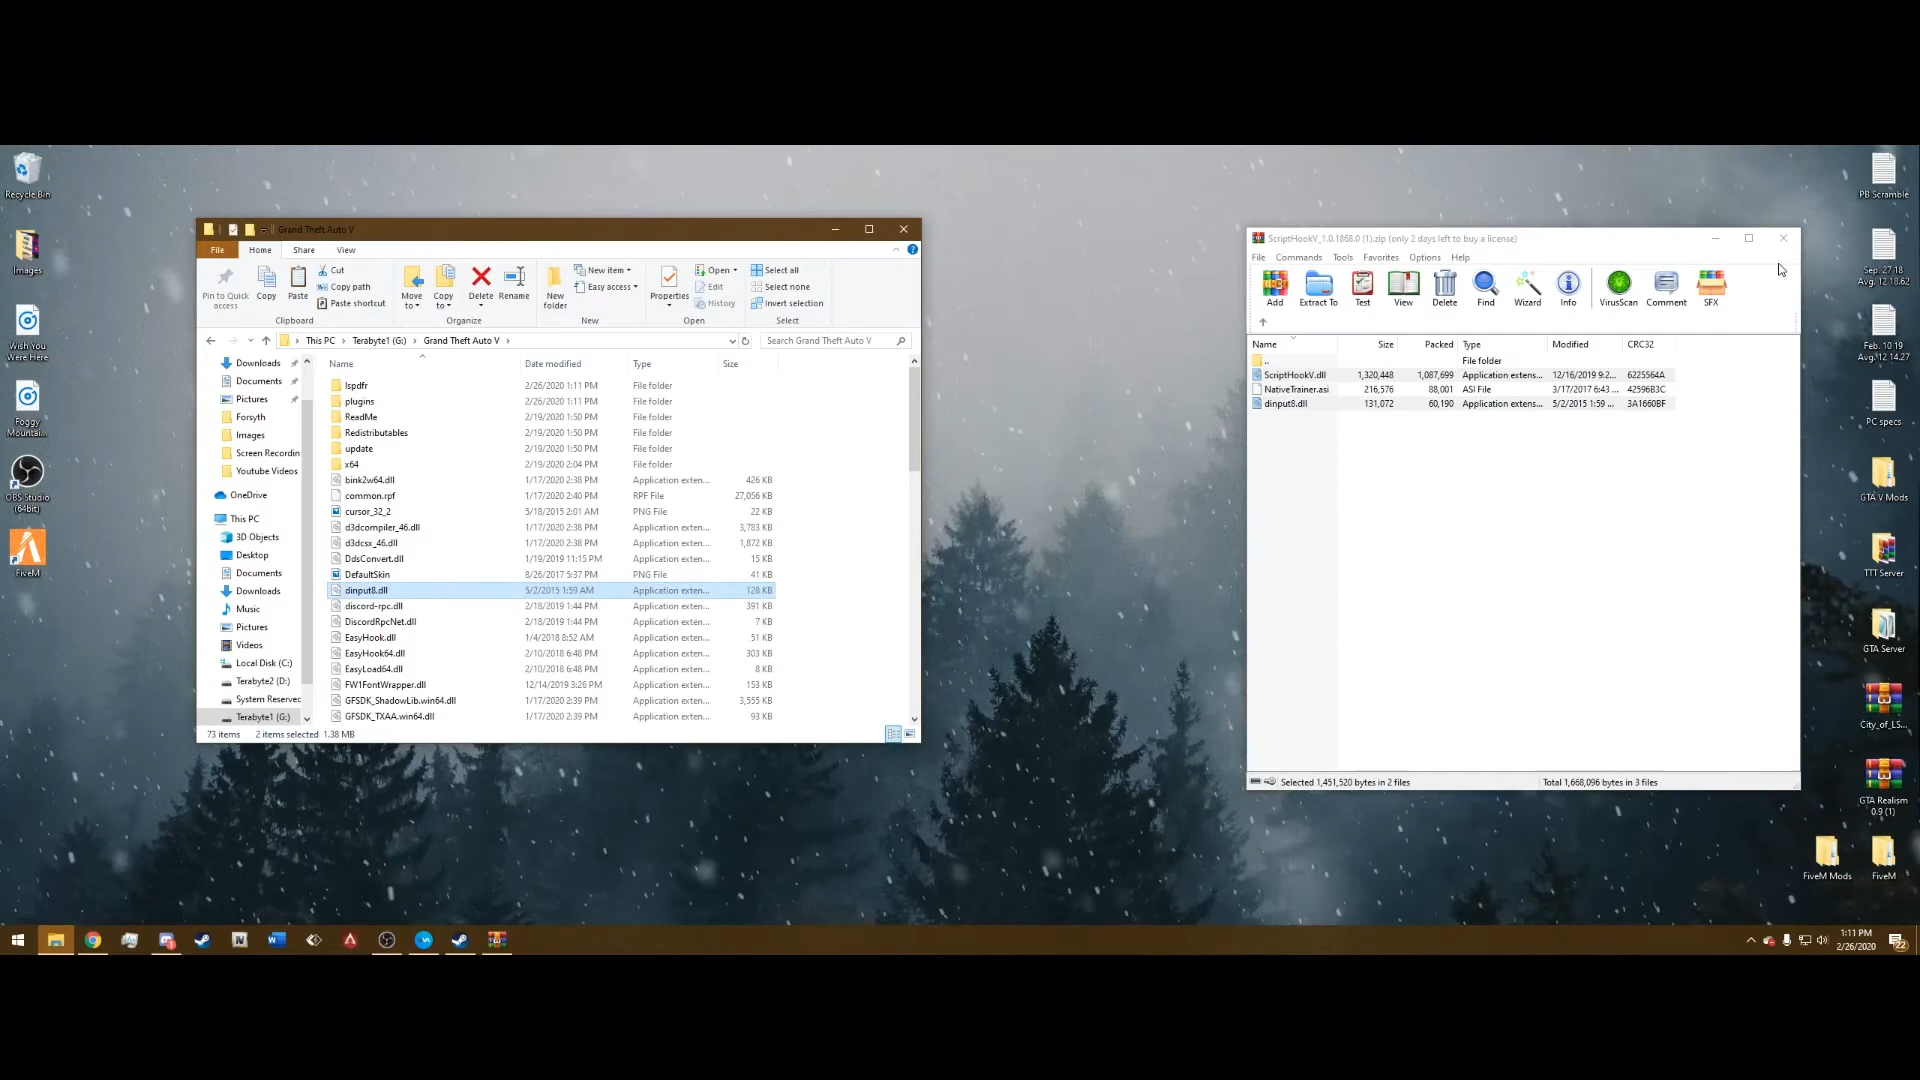 Recycle Bin
Images
Wish You
Were Here
Foggy
Mountai...
OBS Studio
(64bit)
FiveM
Grand Theft Auto V
File Home Share View
Pin to Quick
access
Copy
Paste
Cut
Copy path
Paste shortcut
Clipboard
Move
to
Copy
to
Delete
Rename
Organize
New
folder
New item
Easy access
New
Properties
Open
Edit
History
Open
Select all
Select none
Invert selection
Select
This PC Terabyte1 (G:) Grand Theft Auto V
Search Grand Theft Auto V
Downloads
Documents
Pictures
Forsyth
Images
Screen Recordin
Youtube Videos
OneDrive
This PC
3D Objects
Desktop
Documents
Downloads
Music
Pictures
Videos
Local Disk (C:)
Terabyte2 (D:)
System Reserved
Terabyte1 (G:)
Name Date modified Type Size
lspdfr 2/26/2020 1:11 PM File folder
plugins 2/26/2020 1:11 PM File folder
ReadMe 2/19/2020 1:50 PM File folder
Redistributables 2/19/2020 1:50 PM File folder
update 2/19/2020 1:50 PM File folder
x64 2/19/2020 2:04 PM File folder
bink2w64.dll 1/17/2020 2:38 PM Application exten... 426 KB
common.rpf 1/17/2020 2:40 PM RPF File 27,056 KB
cursor_32_2 5/18/2015 2:01 AM PNG File 22 KB
d3dcompiler_46.dll 1/17/2020 2:38 PM Application exten... 3,783 KB
d3dcsx_46.dll 1/17/2020 2:38 PM Application exten... 1,872 KB
DdsConvert.dll 1/19/2019 11:15 PM Application exten... 15 KB
DefaultSkin 8/26/2017 5:37 PM PNG File 41 KB
dinput8.dll 5/2/2015 1:59 AM Application exten... 128 KB
discord-rpc.dll 2/18/2019 1:44 PM Application exten... 391 KB
DiscordRpcNet.dll 2/18/2019 1:44 PM Application exten... 7 KB
EasyHook.dll 1/4/2018 8:52 AM Application exten... 51 KB
EasyHook64.dll 2/10/2018 6:48 PM Application exten... 303 KB
EasyLoad64.dll 2/10/2018 6:48 PM Application exten... 8 KB
FW1FontWrapper.dll 12/14/2019 3:26 PM Application exten... 153 KB
GFSDK_ShadowLib.win64.dll 1/17/2020 2:39 PM Application exten... 3,555 KB
GFSDK_TXAA.win64.dll 1/17/2020 2:39 PM Application exten... 93 KB
73 items 2 items selected 1.38 MB
ScriptHookV_1.0.1868.0 (1).zip (only 2 days left to buy a license)
File Commands Tools Favorites Options Help
Add Extract To Test View Delete Find Wizard Info VirusScan Comment SFX
Name Size Packed Type Modified CRC32
.. File folder
ScriptHookV.dll 1,320,448 1,087,699 Application extens... 12/16/2019 9:2... 6225564A
NativeTrainer.asi 216,576 88,001 ASI File 3/17/2017 6:43 ... 42596B3C
dinput8.dll 131,072 60,190 Application extens... 5/2/2015 1:59 ... 3A1660BF
Selected 1,451,520 bytes in 2 files Total 1,668,096 bytes in 3 files
PB Scramble
Sep. 27 18
Avg. 12 18.62
Feb. 10 19
Avg. 12 14.27
PC specs
GTA V Mods
TTT Server
GTA Server
City_of_LS...
GTA Realism
0.9 (1)
FiveM Mods
FiveM
1:11 PM
2/26/2020
22